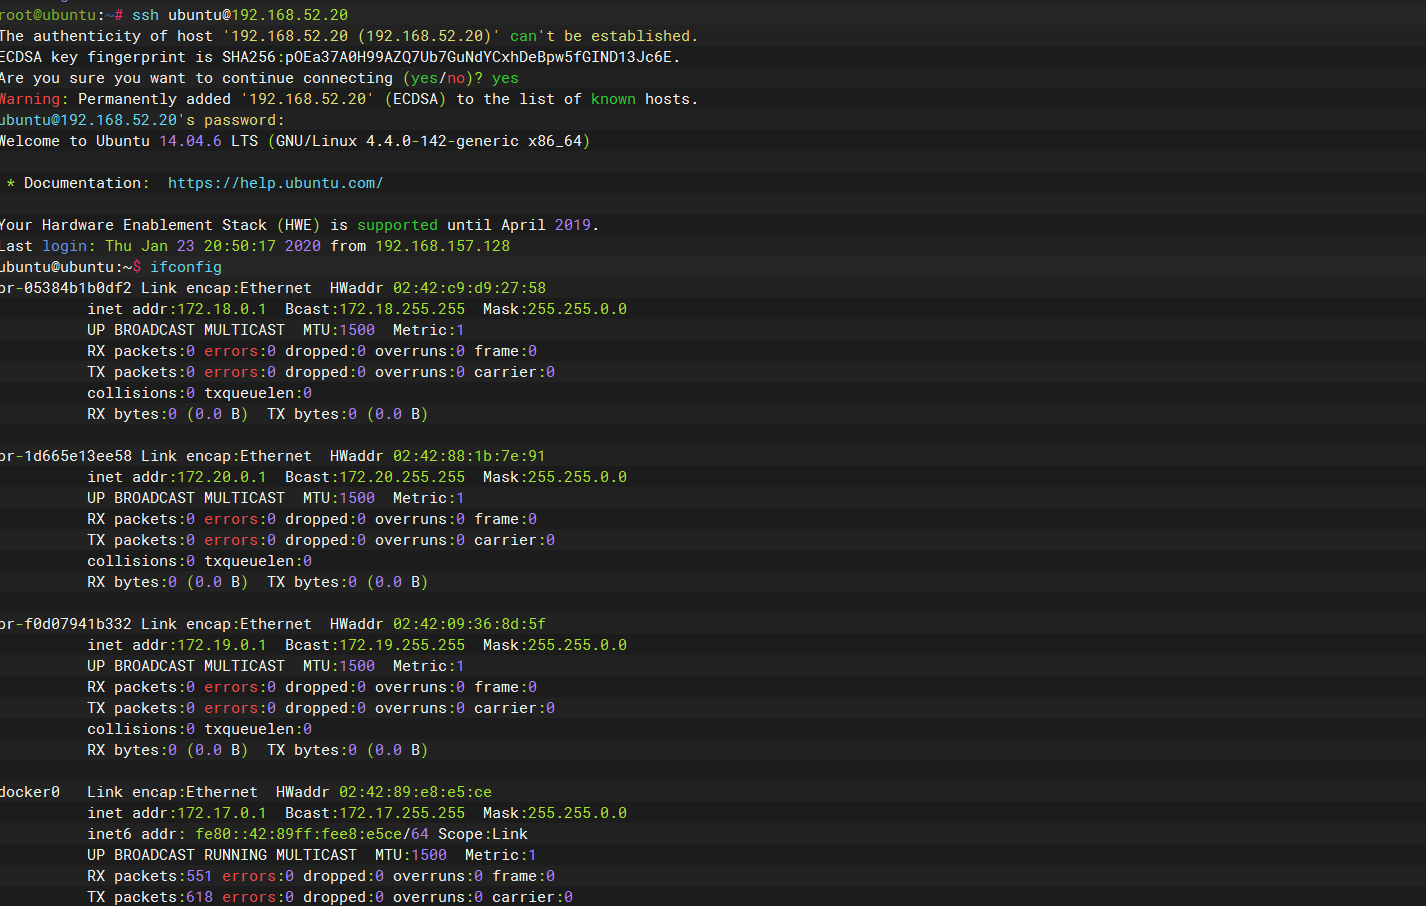 root@ubuntu:~# ssh ubuntu@192.168.52.20
The authenticity of host '192.168.52.20 (192.168.52.20)' can't be established.
ECDSA key fingerprint is SHA256:pOEa37A0H99AZQ7Ub7GuNdYCxhDeBpw5fGIND13Jc6E.
Are you sure you want to continue connecting (yes/no)? yes
Warning: Permanently added '192.168.52.20' (ECDSA) to the list of known hosts.
ubuntu@192.168.52.20's password:
Welcome to Ubuntu 14.04.6 LTS (GNU/Linux 4.4.0-142-generic x86_64)
* Documentation:  https://help.ubuntu.com/
Your Hardware Enablement Stack (HWE) is supported until April 2019.
Last login: Thu Jan 23 20:50:17 2020 from 192.168.157.128
ubuntu@ubuntu:~$ ifconfig
br-05384b1b0df2 Link encap:Ethernet  HWaddr 02:42:c9:d9:27:58
inet addr:172.18.0.1  Bcast:172.18.255.255  Mask:255.255.0.0
UP BROADCAST MULTICAST  MTU:1500  Metric:1
RX packets:0 errors:0 dropped:0 overruns:0 frame:0
TX packets:0 errors:0 dropped:0 overruns:0 carrier:0
collisions:0 txqueuelen:0
RX bytes:0 (0.0 B)  TX bytes:0 (0.0 B)
br-1d665e13ee58 Link encap:Ethernet  HWaddr 02:42:88:1b:7e:91
inet addr:172.20.0.1  Bcast:172.20.255.255  Mask:255.255.0.0
UP BROADCAST MULTICAST  MTU:1500  Metric:1
RX packets:0 errors:0 dropped:0 overruns:0 frame:0
TX packets:0 errors:0 dropped:0 overruns:0 carrier:0
collisions:0 txqueuelen:0
RX bytes:0 (0.0 B)  TX bytes:0 (0.0 B)
br-f0d07941b332 Link encap:Ethernet  HWaddr 02:42:09:36:8d:5f
inet addr:172.19.0.1  Bcast:172.19.255.255  Mask:255.255.0.0
UP BROADCAST MULTICAST  MTU:1500  Metric:1
RX packets:0 errors:0 dropped:0 overruns:0 frame:0
TX packets:0 errors:0 dropped:0 overruns:0 carrier:0
collisions:0 txqueuelen:0
RX bytes:0 (0.0 B)  TX bytes:0 (0.0 B)
docker0   Link encap:Ethernet  HWaddr 02:42:89:e8:e5:ce
inet addr:172.17.0.1  Bcast:172.17.255.255  Mask:255.255.0.0
inet6 addr: fe80::42:89ff:fee8:e5ce/64 Scope:Link
UP BROADCAST RUNNING MULTICAST  MTU:1500  Metric:1
RX packets:551 errors:0 dropped:0 overruns:0 frame:0
TX packets:618 errors:0 dropped:0 overruns:0 carrier:0